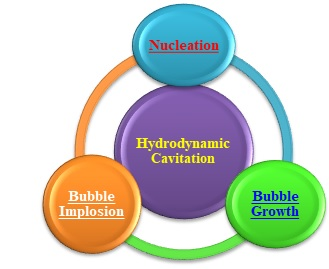 Nucleation
Hydrodynamic
Cavitation
Bubble
Implosion
Bubble
Growth